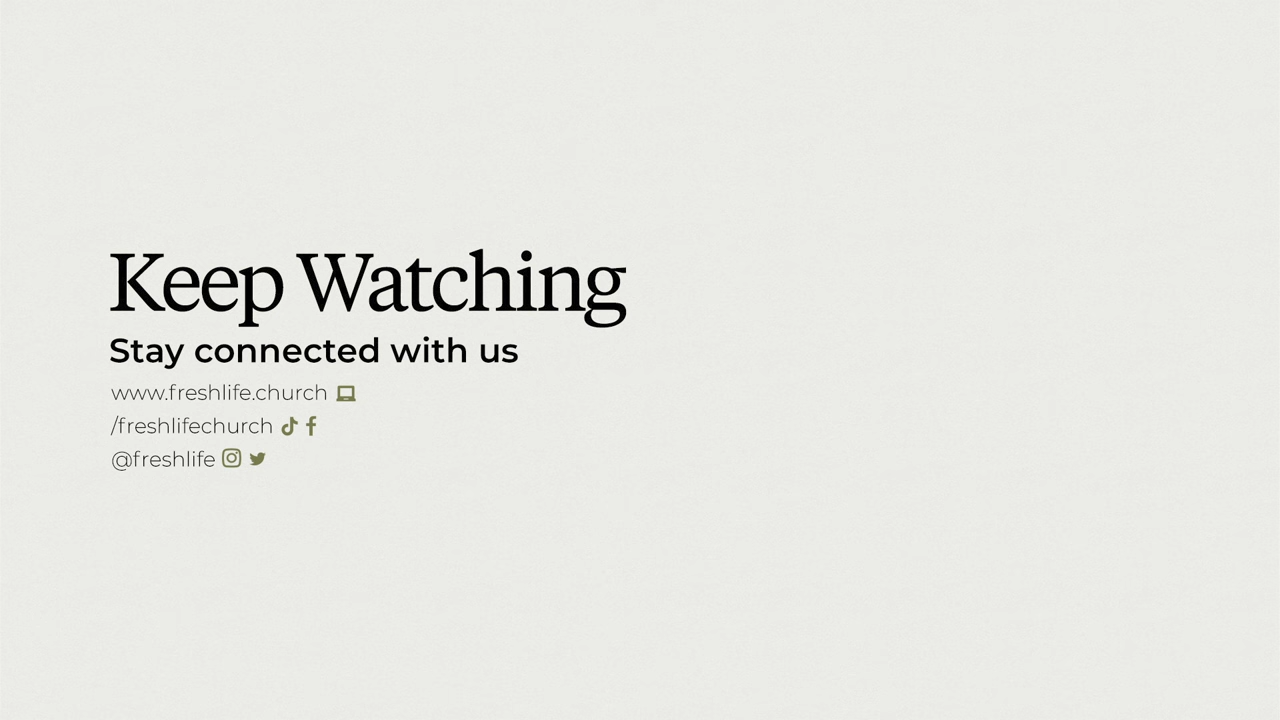 Keep Watching
Stay connected with us
www.freshlife.church
/freshlifechurch
@freshlife